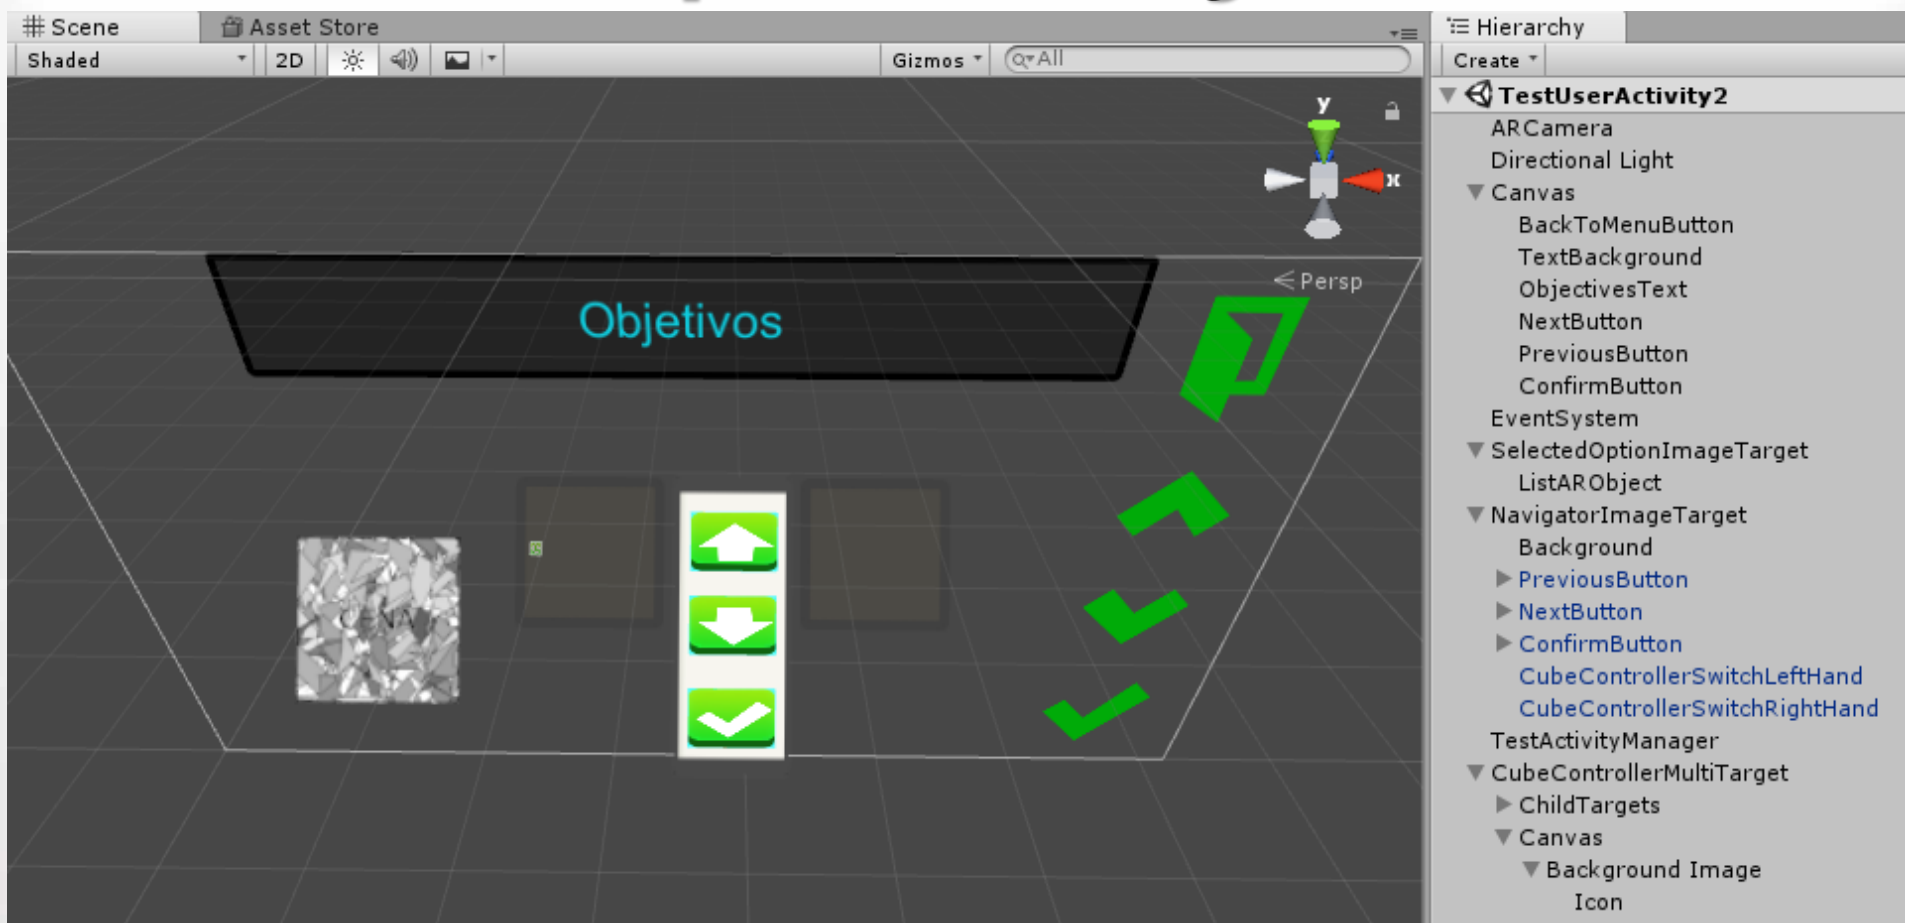 Scene
Asset Store
Shaded
2D
Gizmos
All
y
x
Persp
Objetivos
CENA
Hierarchy
Create
TestUserActivity2
ARCamera
Directional Light
Canvas
BackToMenuButton
TextBackground
ObjectivesText
NextButton
PreviousButton
ConfirmButton
EventSystem
SelectedOptionImageTarget
ListARObject
NavigatorImageTarget
Background
PreviousButton
NextButton
ConfirmButton
CubeControllerSwitchLeftHand
CubeControllerSwitchRightHand
TestActivityManager
CubeControllerMultiTarget
ChildTargets
Canvas
Background Image
Icon